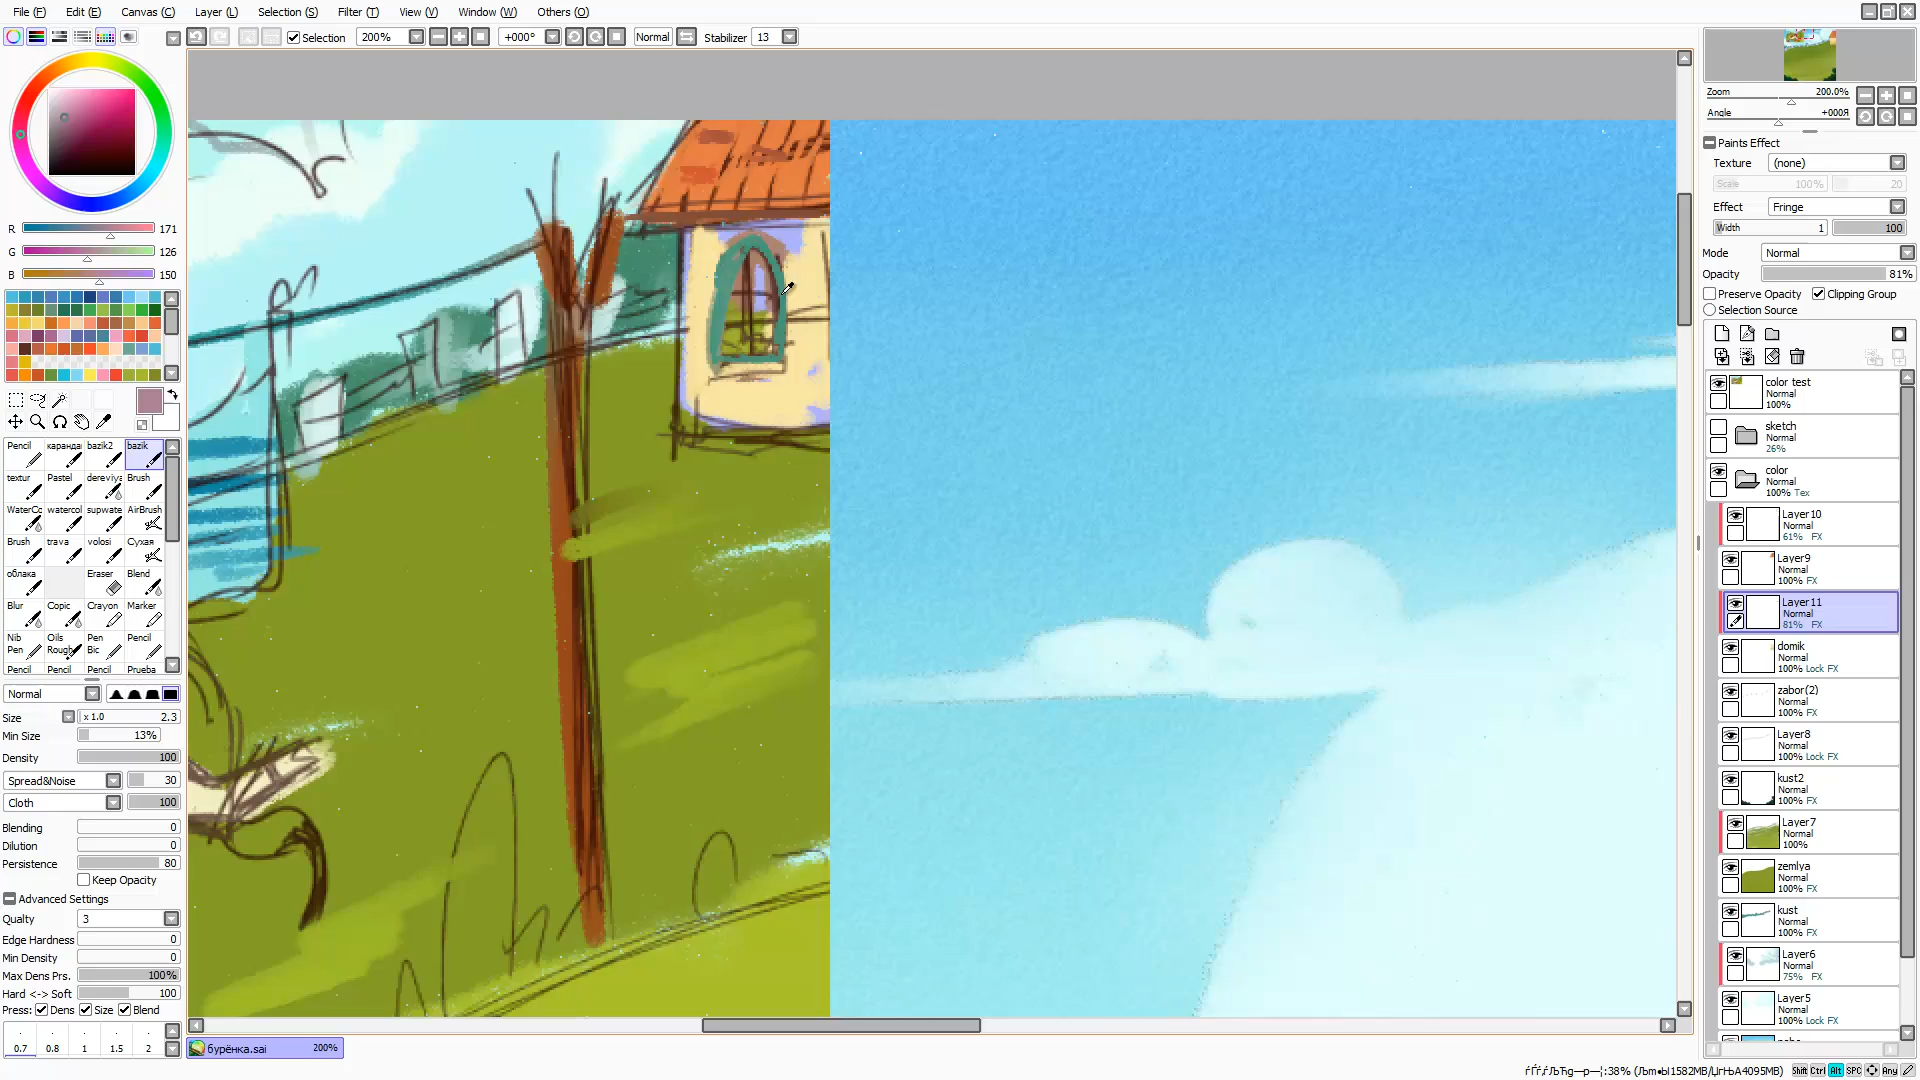 File (F) Edit (E) Canvas (C) Layer (L) Selection (S) Filter (T) View (V) Window (W) Others (O)
Selection 200% +000° Normal Stabilizer 13
Zoom 200.0%
Angle +000Я
R 171
G 126
B 150
Paints Effect
Texture (none)
Scale 100% 20
Effect Fringe
Width 1 100
Mode Normal
Opacity 81%
Preserve Opacity Clipping Group
Selection Source
Pencil каранда bazik2 bazik
textur Pastel dereviya Brush
WaterCo watercol supwate AirBrush
Brush trava volosi Сухая
облака Eraser Blend
Blur Copic Crayon Marker
Nib Pen Oils Rough Pen Bic Pencil
Pencil Pencil Pencil Prueba
Normal
Size x 1.0 2.3
Min Size 13%
Density 100
Spread&Noise 30
Cloth 100
Blending 0
Dilution 0
Persistence 80
Keep Opacity
Advanced Settings
Qualty 3
Edge Hardness 0
Min Density 0
Max Dens Prs. 100%
Hard <-> Soft 100
Press: Dens Size Blend
0.7 0.8 1 1.5 2
color test
Normal
100%
sketch
Normal
26%
color
Normal
100% Tex
Layer10
Normal
61% FX
Layer9
Normal
100% FX
Layer11
Normal
81% FX
domik
Normal
100% Lock FX
zabor(2)
Normal
100% FX
Layer8
Normal
100% Lock FX
kust2
Normal
100% FX
Layer7
Normal
100%
zemlya
Normal
100% FX
kust
Normal
100% FX
Layer6
Normal
75% FX
Layer5
Normal
100% Lock FX
бурёнка.sai 200%
Shift Ctrl Alt SPC Any